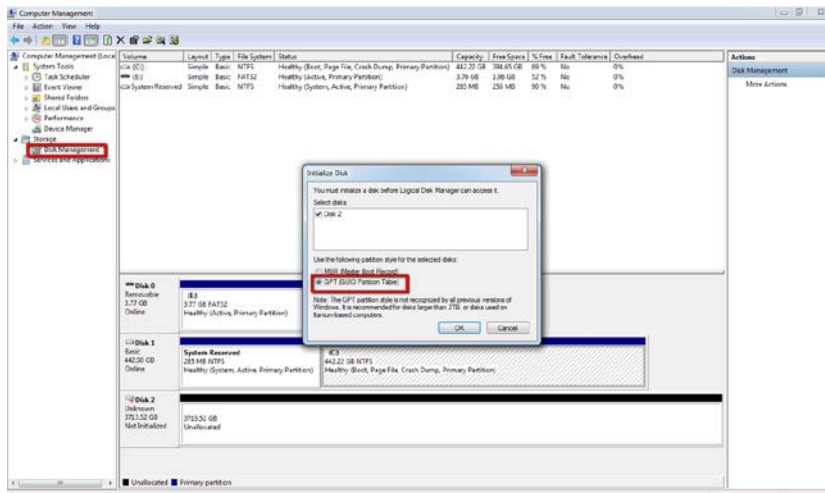 Computer Management
File Action View Help
Computer Management (Local
System Tools
Task Scheduler
Event Viewer
Shared Folders
Local Users and Groups
Performance
Device Manager
Storage
Disk Management
Services and Applications
Volume Layout Type File System Status Capacity Free Space % Free Fault Tolerance Overhead
(C:) Simple Basic NTFS Healthy (Boot, Page File, Crash Dump, Primary Partition) 442.22 GB 394.65 GB 89 % No 0%
(E:) Simple Basic FAT32 Healthy (Active, Primary Partition) 3.76 GB 1.96 GB 52 % No 0%
System Reserved Simple Basic NTFS Healthy (System, Active, Primary Partition) 285 MB 256 MB 90 % No 0%
Actions
Disk Management
More Actions
Initialize Disk
You must initialize a disk before Logical Disk Manager can access it.
Select disks:
Disk 2
Use the following partition style for the selected disks:
MBR (Master Boot Record)
GPT (GUID Partition Table)
Note: The GPT partition style is not recognized by all previous versions of
Windows. It is recommended for disks larger than 2TB, or disks used on
Itanium-based computers.
OK Cancel
Disk 0
Removable
3.77 GB
Online
(E:)
3.77 GB FAT32
Healthy (Active, Primary Partition)
Disk 1
Basic
442.50 GB
Online
System Reserved
285 MB NTFS
Healthy (System, Active, Primary Partition)
(C:)
442.22 GB NTFS
Healthy (Boot, Page File, Crash Dump, Primary Partition)
Disk 2
Unknown
3713.52 GB
Not Initialized
3713.52 GB
Unallocated
Unallocated Primary partition